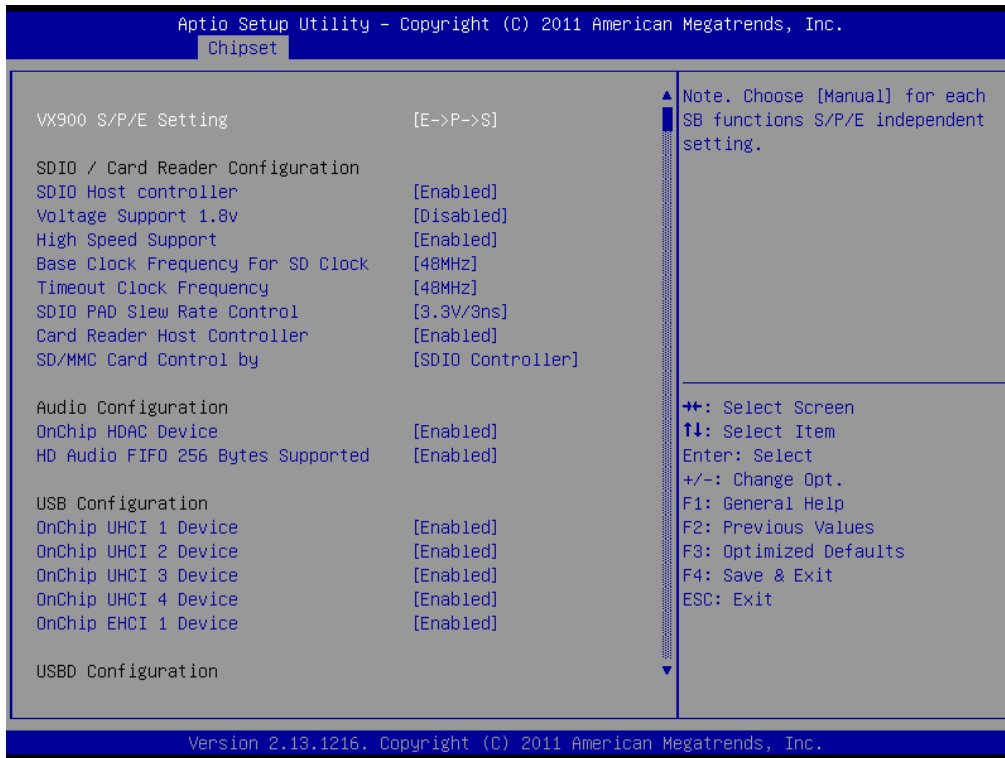 Aptio Setup Utility – Copyright (C) 2011 American Megatrends, Inc.
Chipset
VX900 S/P/E Setting [E->P->S]
SDIO / Card Reader Configuration
SDIO Host controller [Enabled]
Voltage Support 1.8v [Disabled]
High Speed Support [Enabled]
Base Clock Frequency For SD Clock [48MHz]
Timeout Clock Frequency [48MHz]
SDIO PAD Slew Rate Control [3.3V/3ns]
Card Reader Host Controller [Enabled]
SD/MMC Card Control by [SDIO Controller]
Audio Configuration
OnChip HDAC Device [Enabled]
HD Audio FIFO 256 Bytes Supported [Enabled]
USB Configuration
OnChip UHCI 1 Device [Enabled]
OnChip UHCI 2 Device [Enabled]
OnChip UHCI 3 Device [Enabled]
OnChip UHCI 4 Device [Enabled]
OnChip EHCI 1 Device [Enabled]
USBD Configuration
Note. Choose [Manual] for each
SB functions S/P/E independent
setting.
→←: Select Screen
↑↓: Select Item
Enter: Select
+/-: Change Opt.
F1: General Help
F2: Previous Values
F3: Optimized Defaults
F4: Save & Exit
ESC: Exit
Version 2.13.1216. Copyright (C) 2011 American Megatrends, Inc.